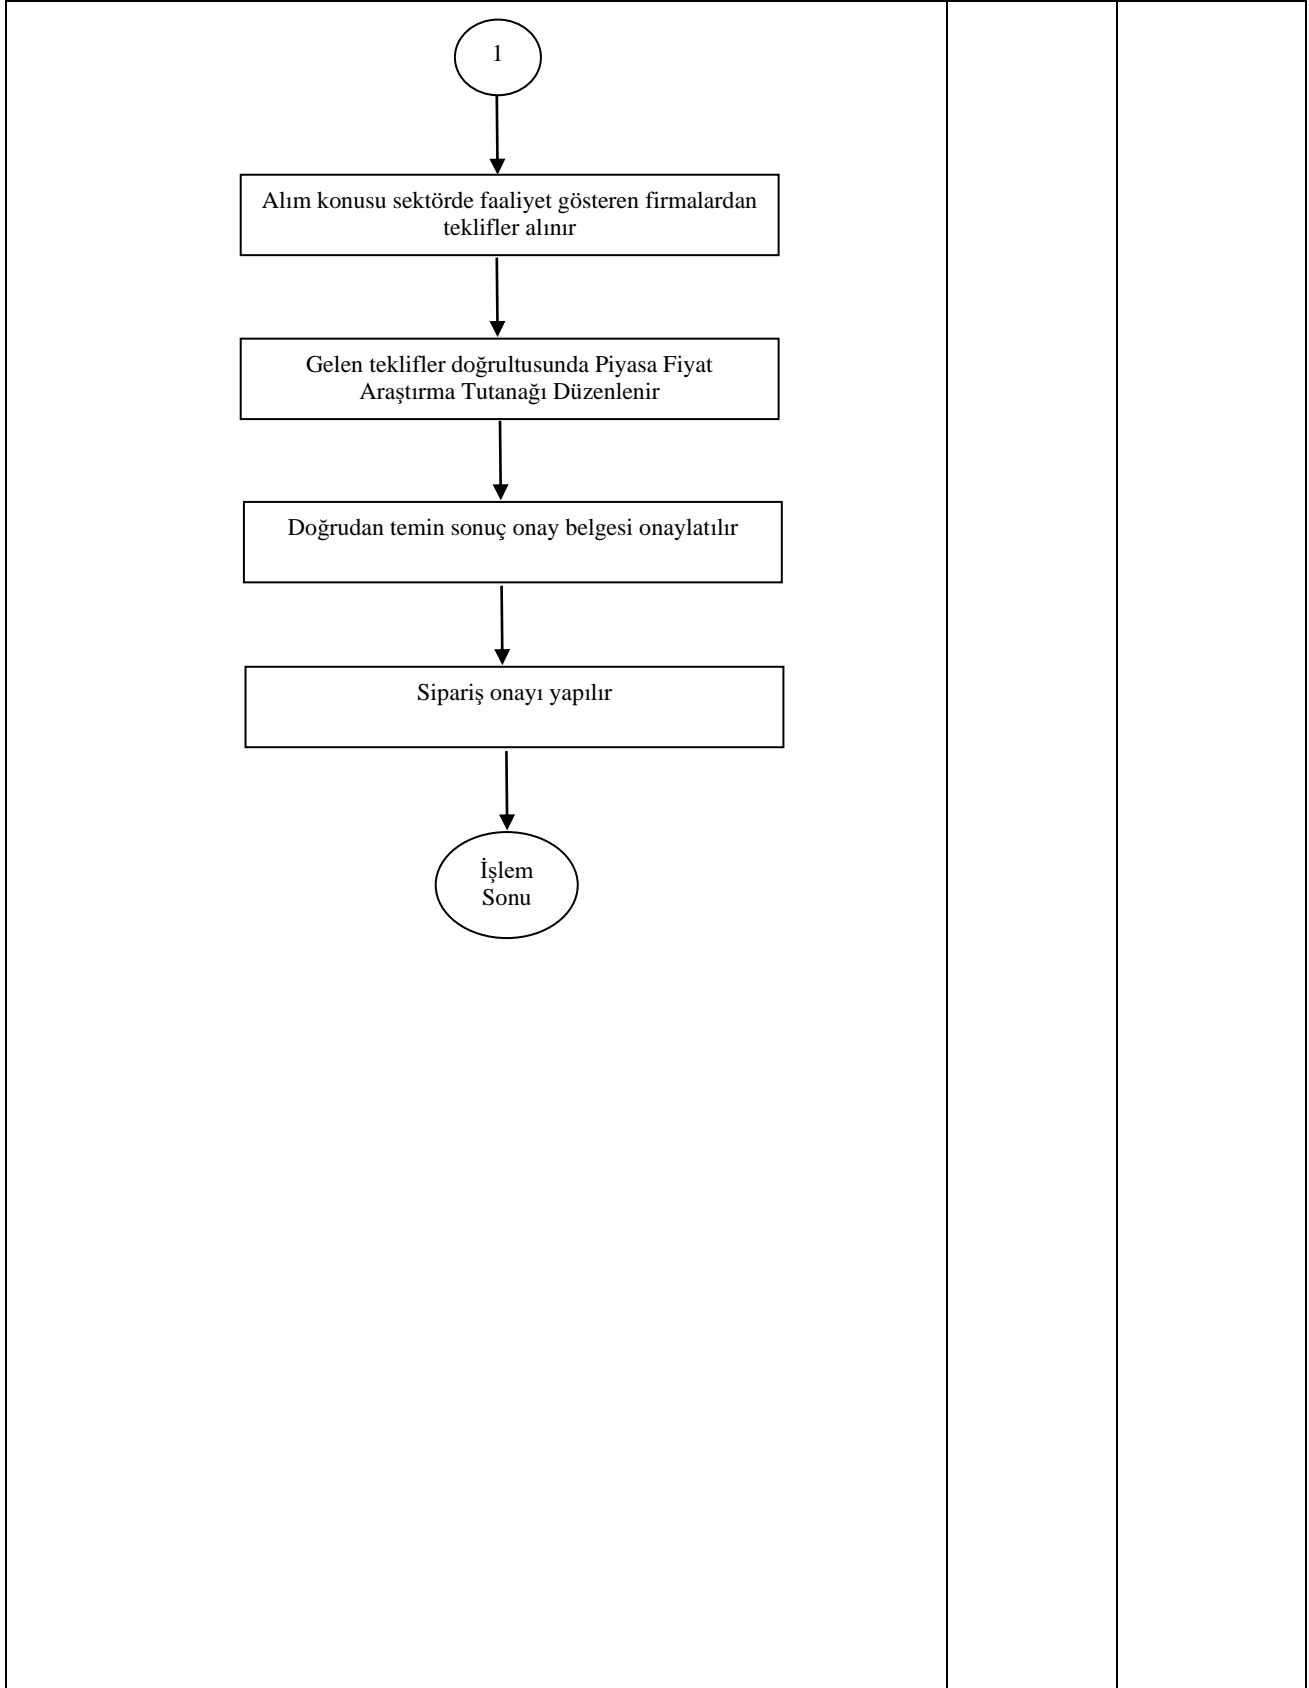 1
Alım konusu sektörde faaliyet gösteren firmalardan
teklifler alınır
Gelen teklifler doğrultusunda Piyasa Fiyat
Araştırma Tutanağı Düzenlenir
Doğrudan temin sonuç onay belgesi onaylatılır
Sipariş onayı yapılır
İşlem
Sonu